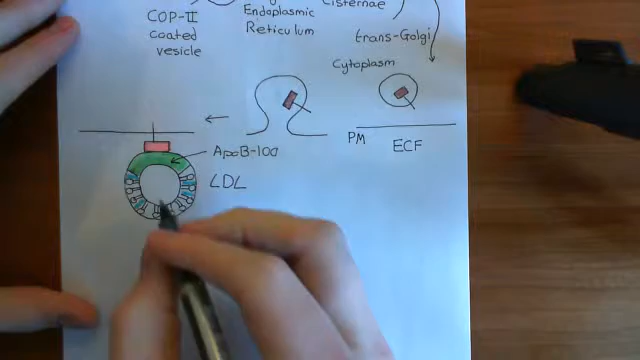 COP-II
coated
vesicle
Endoplasmic
Reticulum
Cisternae
trans-Golgi
Cytoplasm
PM
ECF
ApoB-100
LDL